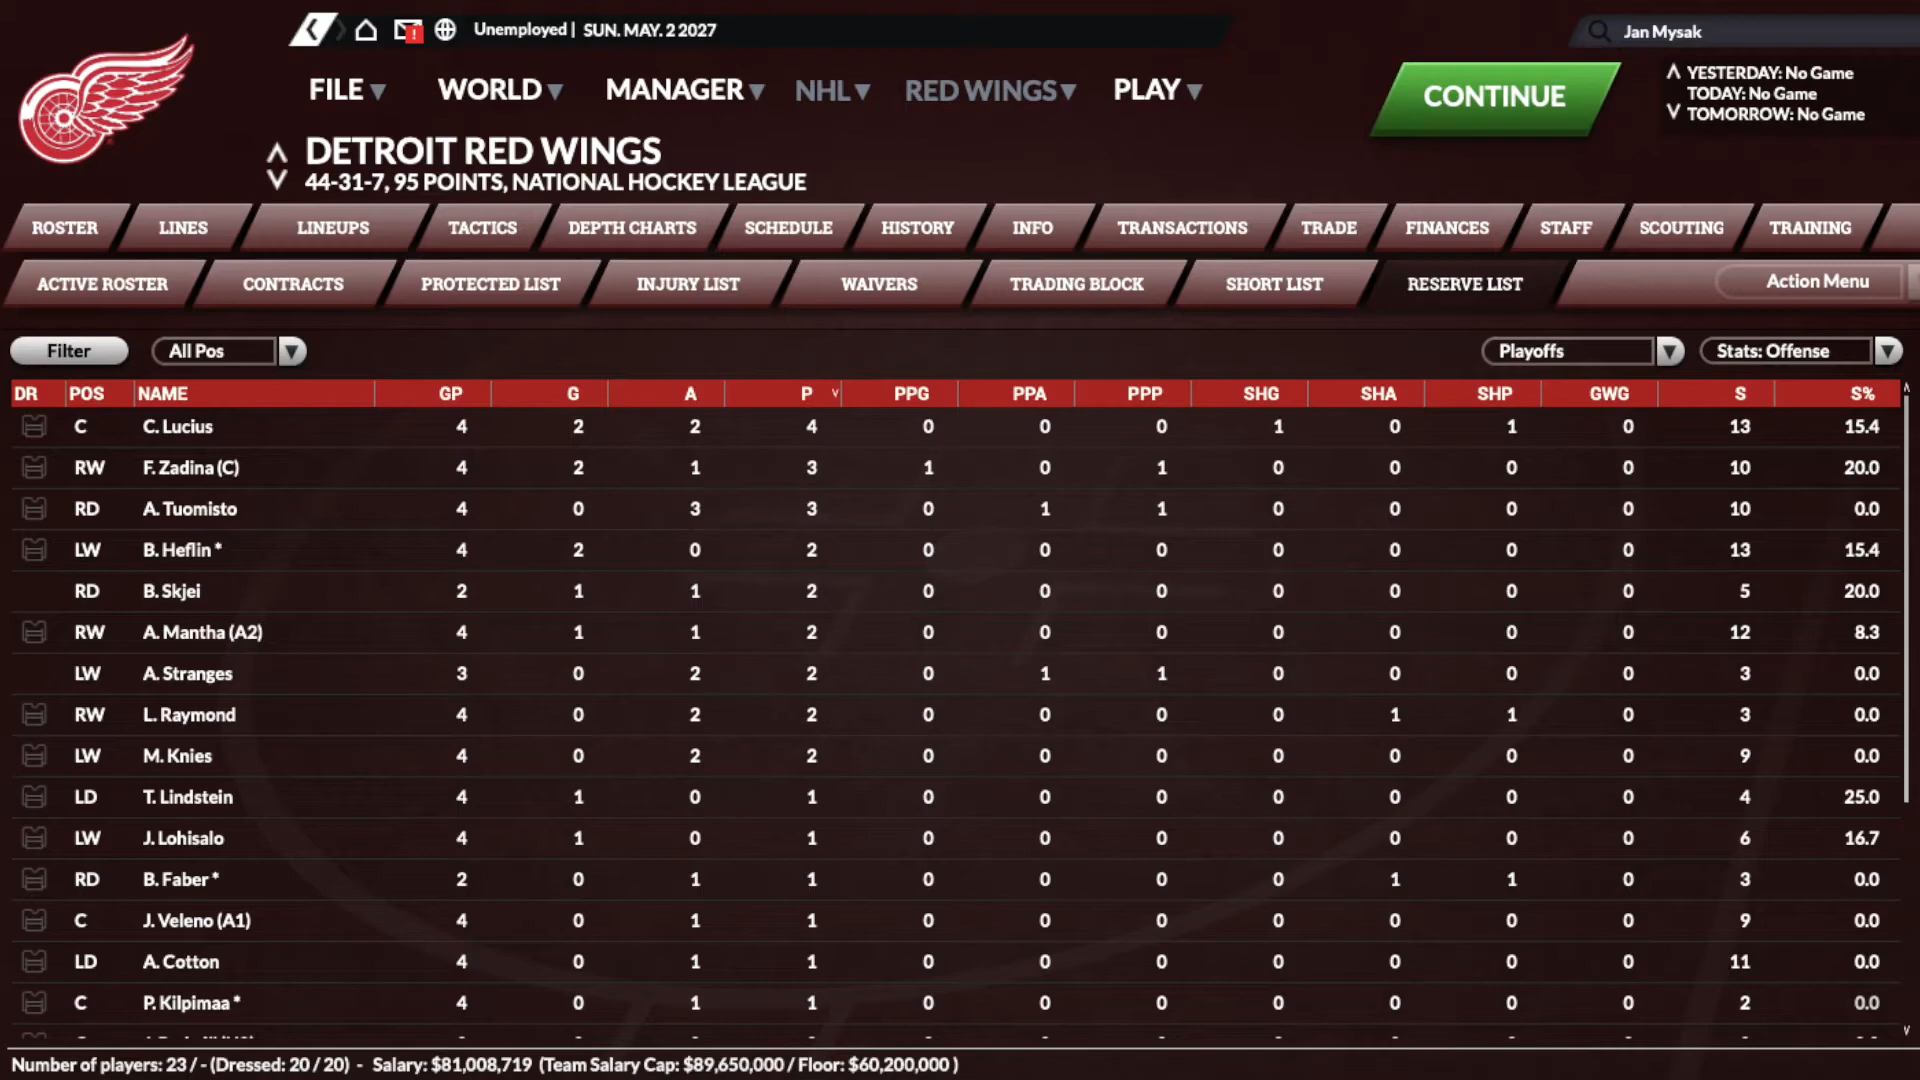 Unemployed | SUN. MAY. 2 2027
Jan Mysak
FILE WORLD MANAGER NHL RED WINGS PLAY
CONTINUE
YESTERDAY: No Game
TODAY: No Game
TOMORROW: No Game
DETROIT RED WINGS
44-31-7, 95 POINTS, NATIONAL HOCKEY LEAGUE
ROSTER LINES LINEUPS TACTICS DEPTH CHARTS SCHEDULE HISTORY INFO TRANSACTIONS TRADE FINANCES STAFF SCOUTING TRAINING
ACTIVE ROSTER CONTRACTS PROTECTED LIST INJURY LIST WAIVERS TRADING BLOCK SHORT LIST RESERVE LIST Action Menu
Filter All Pos Playoffs Stats: Offense
DR POS NAME GP G A P PPG PPA PPP SHG SHA SHP GWG S S%
C C. Lucius 4 2 2 4 0 0 0 1 0 1 0 13 15.4
RW F. Zadina (C) 4 2 1 3 1 0 1 0 0 0 0 10 20.0
RD A. Tuomisto 4 0 3 3 0 1 1 0 0 0 0 10 0.0
LW B. Heflin * 4 2 0 2 0 0 0 0 0 0 0 13 15.4
RD B. Skjei 2 1 1 2 0 0 0 0 0 0 0 5 20.0
RW A. Mantha (A2) 4 1 1 2 0 0 0 0 0 0 0 12 8.3
LW A. Stranges 3 0 2 2 0 1 1 0 0 0 0 3 0.0
RW L. Raymond 4 0 2 2 0 0 0 0 1 1 0 3 0.0
LW M. Knies 4 0 2 2 0 0 0 0 0 0 0 9 0.0
LD T. Lindstein 4 1 0 1 0 0 0 0 0 0 0 4 25.0
LW J. Lohisalo 4 1 0 1 0 0 0 0 0 0 0 6 16.7
RD B. Faber * 2 0 1 1 0 0 0 0 1 1 0 3 0.0
C J. Veleno (A1) 4 0 1 1 0 0 0 0 0 0 0 9 0.0
LD A. Cotton 4 0 1 1 0 0 0 0 0 0 0 11 0.0
C P. Kilpimaa * 4 0 1 1 0 0 0 0 0 0 0 2 0.0
Number of players: 23 / - (Dressed: 20 / 20) - Salary: $81,008,719 (Team Salary Cap: $89,650,000 / Floor: $60,200,000 )